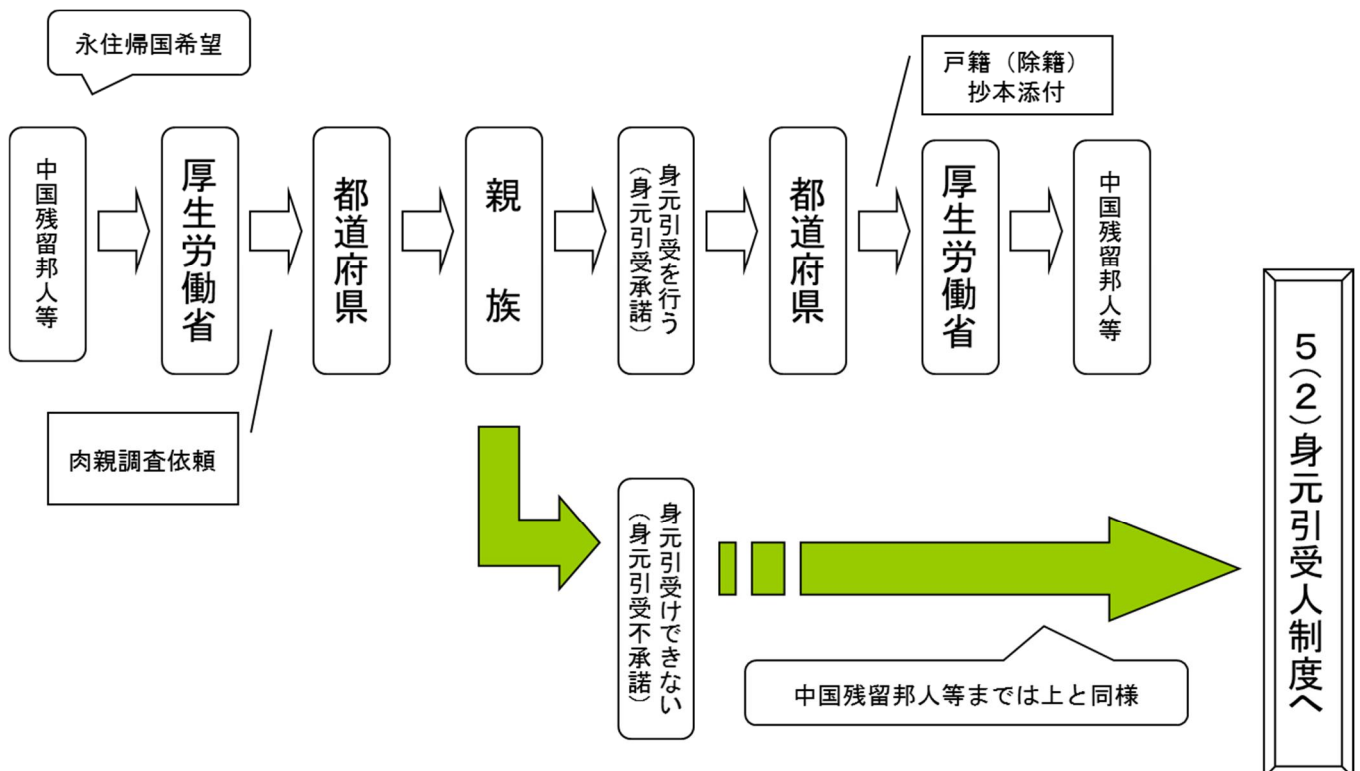 永住帰国希望
戸籍（除籍）
抄本添付
中国残留邦人等
厚生労働省
都道府県
親族
身元引受を行う
（身元引受承諾）
都道府県
厚生労働省
中国残留邦人等
肉親調査依頼
身元引受けできない
（身元引受不承諾）
中国残留邦人等までは上と同様
５（２）身元引受人制度へ